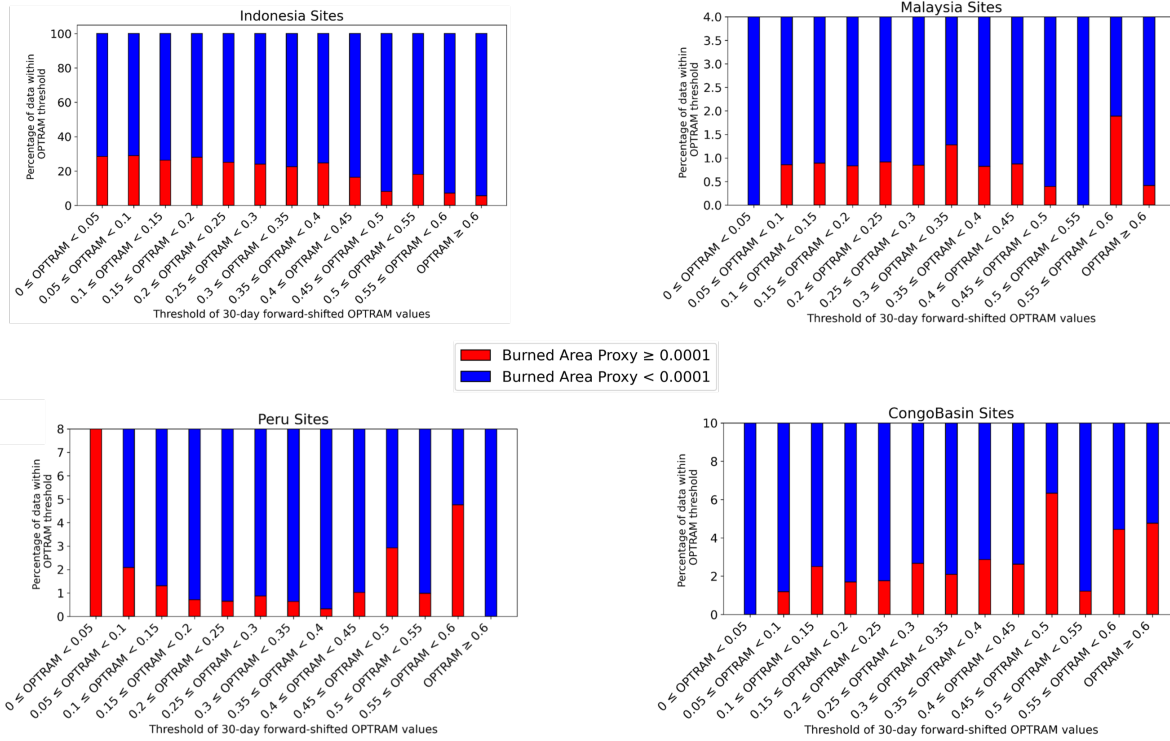 Indonesia Sites
Percentage of data within
OPTRAM threshold
100
80
60
40
20
0
0 ≤ OPTRAM < 0.05
0.05 ≤ OPTRAM < 0.1
0.1 ≤ OPTRAM < 0.15
0.15 ≤ OPTRAM < 0.2
0.2 ≤ OPTRAM < 0.25
0.25 ≤ OPTRAM < 0.3
0.3 ≤ OPTRAM < 0.35
0.35 ≤ OPTRAM < 0.4
0.4 ≤ OPTRAM < 0.45
0.45 ≤ OPTRAM < 0.5
0.5 ≤ OPTRAM < 0.55
0.55 ≤ OPTRAM < 0.6
OPTRAM ≥ 0.6
Threshold of 30-day forward-shifted OPTRAM values
Malaysia Sites
Percentage of data within
OPTRAM threshold
4.0
3.5
3.0
2.5
2.0
1.5
1.0
0.5
0.0
0 ≤ OPTRAM < 0.05
0.05 ≤ OPTRAM < 0.1
0.1 ≤ OPTRAM < 0.15
0.15 ≤ OPTRAM < 0.2
0.2 ≤ OPTRAM < 0.25
0.25 ≤ OPTRAM < 0.3
0.3 ≤ OPTRAM < 0.35
0.35 ≤ OPTRAM < 0.4
0.4 ≤ OPTRAM < 0.45
0.45 ≤ OPTRAM < 0.5
0.5 ≤ OPTRAM < 0.55
0.55 ≤ OPTRAM < 0.6
OPTRAM ≥ 0.6
Threshold of 30-day forward-shifted OPTRAM values
Burned Area Proxy ≥ 0.0001
Burned Area Proxy < 0.0001
Peru Sites
Percentage of data within
OPTRAM threshold
8
7
6
5
4
3
2
1
0
0 ≤ OPTRAM < 0.05
0.05 ≤ OPTRAM < 0.1
0.1 ≤ OPTRAM < 0.15
0.15 ≤ OPTRAM < 0.2
0.2 ≤ OPTRAM < 0.25
0.25 ≤ OPTRAM < 0.3
0.3 ≤ OPTRAM < 0.35
0.35 ≤ OPTRAM < 0.4
0.4 ≤ OPTRAM < 0.45
0.45 ≤ OPTRAM < 0.5
0.5 ≤ OPTRAM < 0.55
0.55 ≤ OPTRAM < 0.6
OPTRAM ≥ 0.6
Threshold of 30-day forward-shifted OPTRAM values
CongoBasin Sites
Percentage of data within
OPTRAM threshold
10
8
6
4
2
0
0 ≤ OPTRAM < 0.05
0.05 ≤ OPTRAM < 0.1
0.1 ≤ OPTRAM < 0.15
0.15 ≤ OPTRAM < 0.2
0.2 ≤ OPTRAM < 0.25
0.25 ≤ OPTRAM < 0.3
0.3 ≤ OPTRAM < 0.35
0.35 ≤ OPTRAM < 0.4
0.4 ≤ OPTRAM < 0.45
0.45 ≤ OPTRAM < 0.5
0.5 ≤ OPTRAM < 0.55
0.55 ≤ OPTRAM < 0.6
OPTRAM ≥ 0.6
Threshold of 30-day forward-shifted OPTRAM values